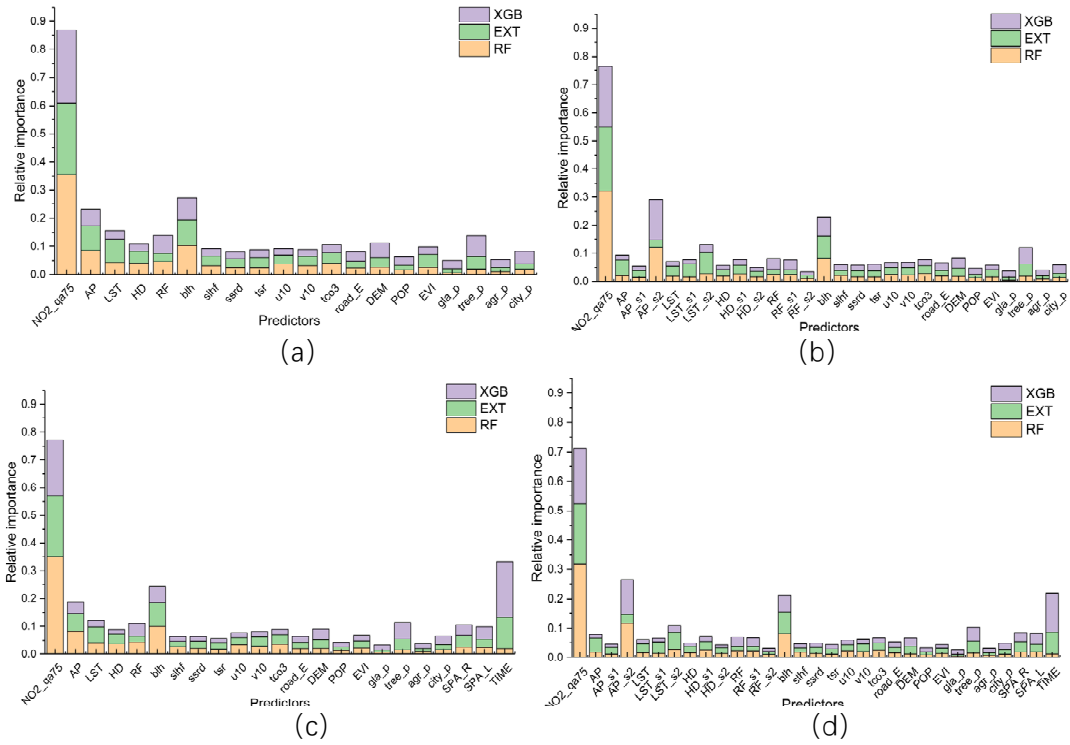 0.9
0.8
0.7
0.6
0.5
0.4
0.3
0.2
0.1
0.0
Relative importance
XGB
EXT
RF
NO2_qa75
AP
LST
HD
RF
blh
slhf
ssrd
tsr
u10
v10
tco3
road_E
DEM
POP
EVI
gla_p
tree_p
agr_p
city_p
Predictors
(a)
0.9
0.8
0.7
0.6
0.5
0.4
0.3
0.2
0.1
0.0
Relative importance
XGB
EXT
RF
NO2_qa75
AP
AP_s1
AP_s2
LST
LST_s1
LST_s2
HD
HD_s1
HD_s2
RF
RF_s1
RF_s2
blh
slhf
ssrd
tsr
u10
v10
tco3
road_E
DEM
POP
EVI
gla_p
tree_p
agr_p
city_p
Predictors
(b)
0.9
0.8
0.7
0.6
0.5
0.4
0.3
0.2
0.1
0.0
Relative importance
XGB
EXT
RF
NO2_qa75
AP
LST
HD
RF
blh
slhf
ssrd
tsr
u10
v10
tco3
road_E
DEM
POP
EVI
gla_p
tree_p
agr_p
city_p
SPA_R
SPA_L
TIME
Predictors
(c)
0.9
0.8
0.7
0.6
0.5
0.4
0.3
0.2
0.1
0.0
Relative importance
XGB
EXT
RF
NO2_qa75
AP
AP_s1
AP_s2
LST
LST_s1
LST_s2
HD
HD_s1
HD_s2
RF
RF_s1
RF_s2
blh
slhf
ssrd
tsr
u10
v10
tco3
road_E
DEM
POP
EVI
gla_p
tree_p
agr_p
city_p
SPA_R
SPA_L
TIME
Predictors
(d)